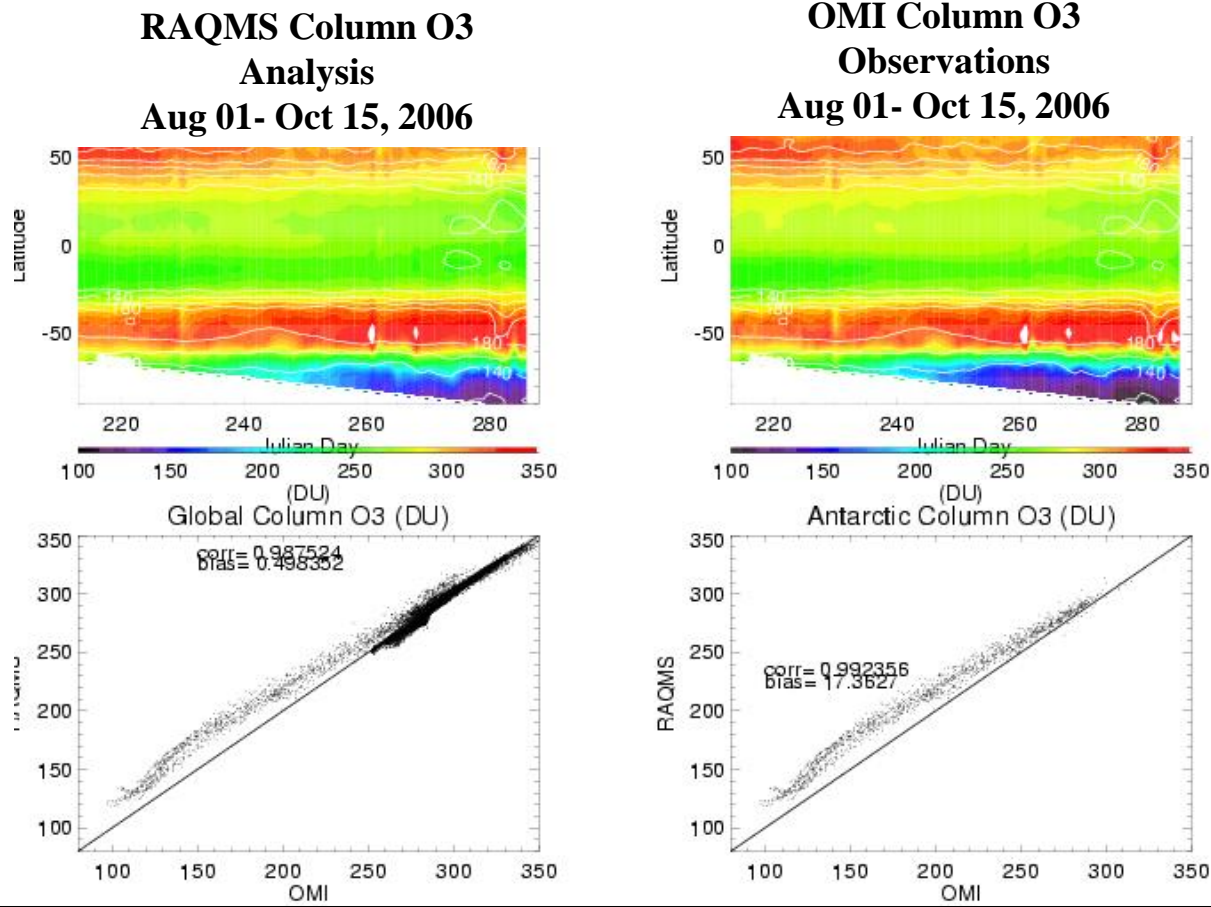 RAQMS Column O3
Analysis
Aug 01- Oct 15, 2006
OMI Column O3
Observations
Aug 01- Oct 15, 2006
50
0
-50
Latitude
140
180
140
180
140
220
240
260
280
Julian Day
100 150 200 250 300 350
(DU)
50
0
-50
Latitude
140
140
180
180
140
220
240
260
280
Julian Day
100 150 200 250 300 350
(DU)
Global Column O3 (DU)
corr= 0.987524
bias= 0.498352
350
300
250
200
150
100
RAQMS
100 150 200 250 300 350
OMI
Antarctic Column O3 (DU)
corr= 0.992356
bias= 17.3627
350
300
250
200
150
100
RAQMS
100 150 200 250 300 350
OMI